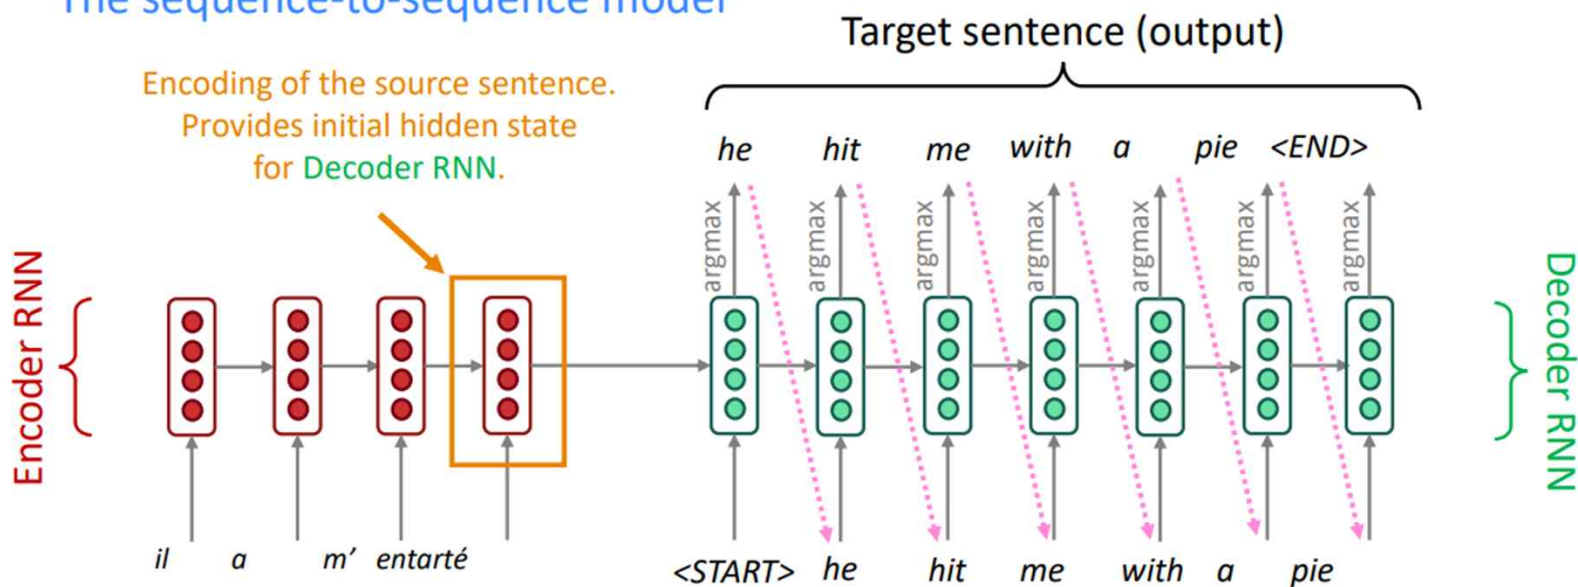 The sequence-to-sequence model
Target sentence (output)
Encoding of the source sentence.
Provides initial hidden state
for Decoder RNN.
he hit me with a pie <END>
argmax argmax argmax argmax argmax argmax argmax
Encoder RNN
Decoder RNN
il a m’ entarté
<START> he hit me with a pie